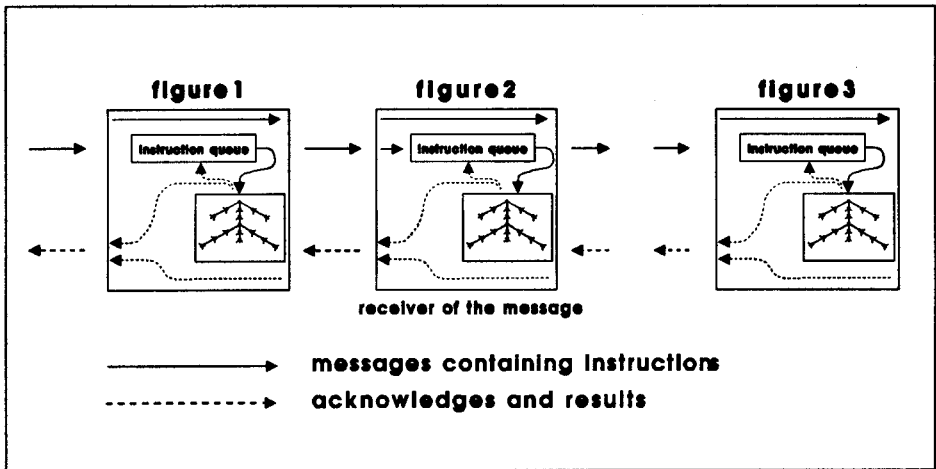 figure1 figure2 figure3
Instruction queue Instruction queue Instruction queue
receiver of the message
messages containing Instructions
acknowledges and results